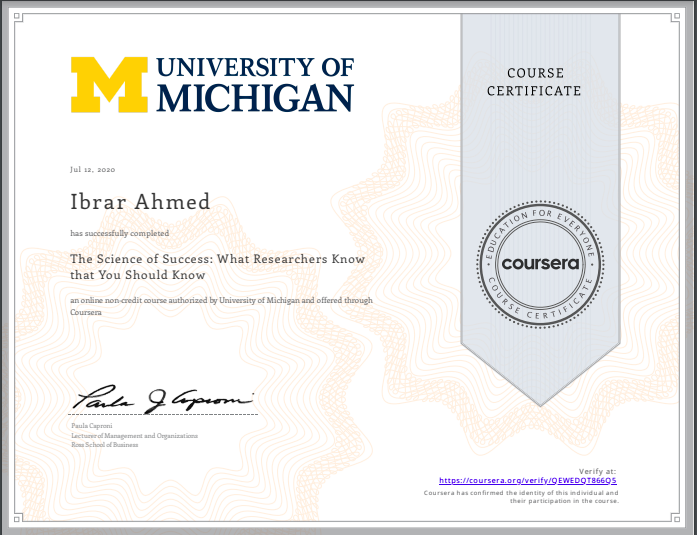 UNIVERSITY OF
MICHIGAN
COURSE
CERTIFICATE
Jul 12, 2020
Ibrar Ahmed
has successfully completed
The Science of Success: What Researchers Know
that You Should Know
an online non-credit course authorized by University of Michigan and offered through
Coursera
EDUCATION FOR EVERYONE
coursera
COURSE CERTIFICATE
Paula J Caproni
Paula Caproni
Lecturer of Management and Organizations
Ross School of Business
Verify at:
https://coursera.org/verify/QEWEDQT866Q5
Coursera has confirmed the identity of this individual and
their participation in the course.